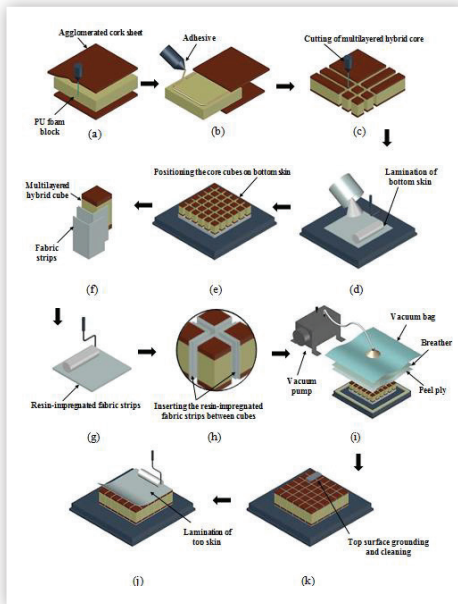 Agglomerated cork sheet
PU foam
block
(a)
Adhesive
(b)
Cutting of multilayered hybrid core
(c)
Multilayered
hybrid cube
Fabric
strips
(f)
Positioning the core cubes on bottom skin
(e)
Lamination of
bottom skin
(d)
Resin-impregnated fabric strips
(g)
Inserting the resin-impregnated
fabric strips between cubes
(h)
Vacuum
pump
Vacuum bag
Breather
Peel ply
(i)
Lamination of
top skin
(j)
Top surface grounding
and cleaning
(k)